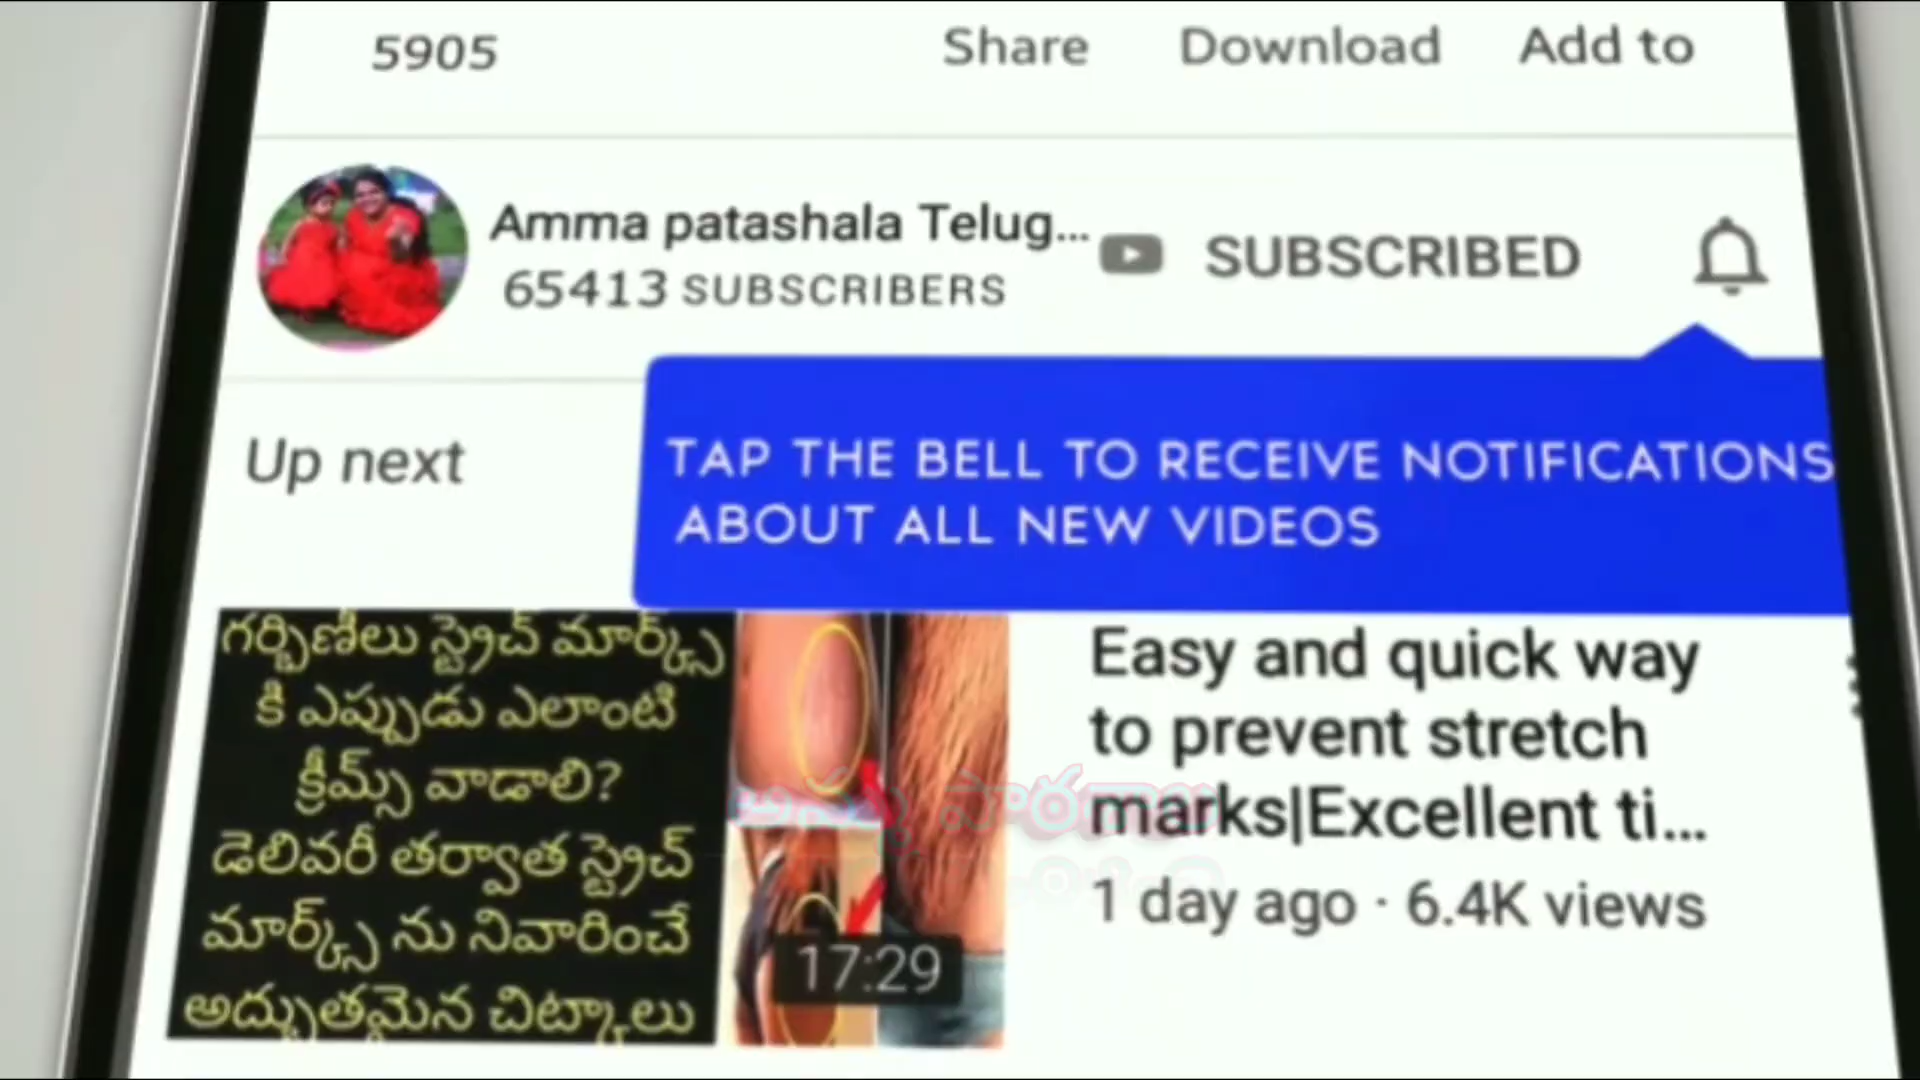 5905
Share Download Add to
Amma patashala Telug...
65413 SUBSCRIBERS
SUBSCRIBED
Up next
TAP THE BELL TO RECEIVE NOTIFICATIONS
ABOUT ALL NEW VIDEOS
గర్భిణీలు స్ట్రెచ్ మార్క్స్
కి ఎప్పుడు ఎలాంటి
క్రీమ్స్ వాడాలి?
డెలివరీ తర్వాత స్ట్రెచ్
మార్క్స్ ను నివారించే
అద్భుతమైన చిట్కాలు
17:29
Easy and quick way
to prevent stretch
marks|Excellent ti...
1 day ago · 6.4K views